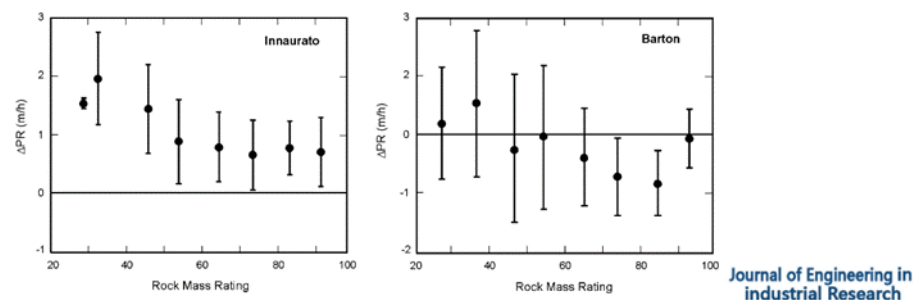 Innaurato
3
2
1
0
-1
ΔPR (m/h)
20 40 60 80 100
Rock Mass Rating
Barton
3
2
1
0
-1
-2
ΔPR (m/h)
20 40 60 80 100
Rock Mass Rating
Journal of Engineering in
industrial Research